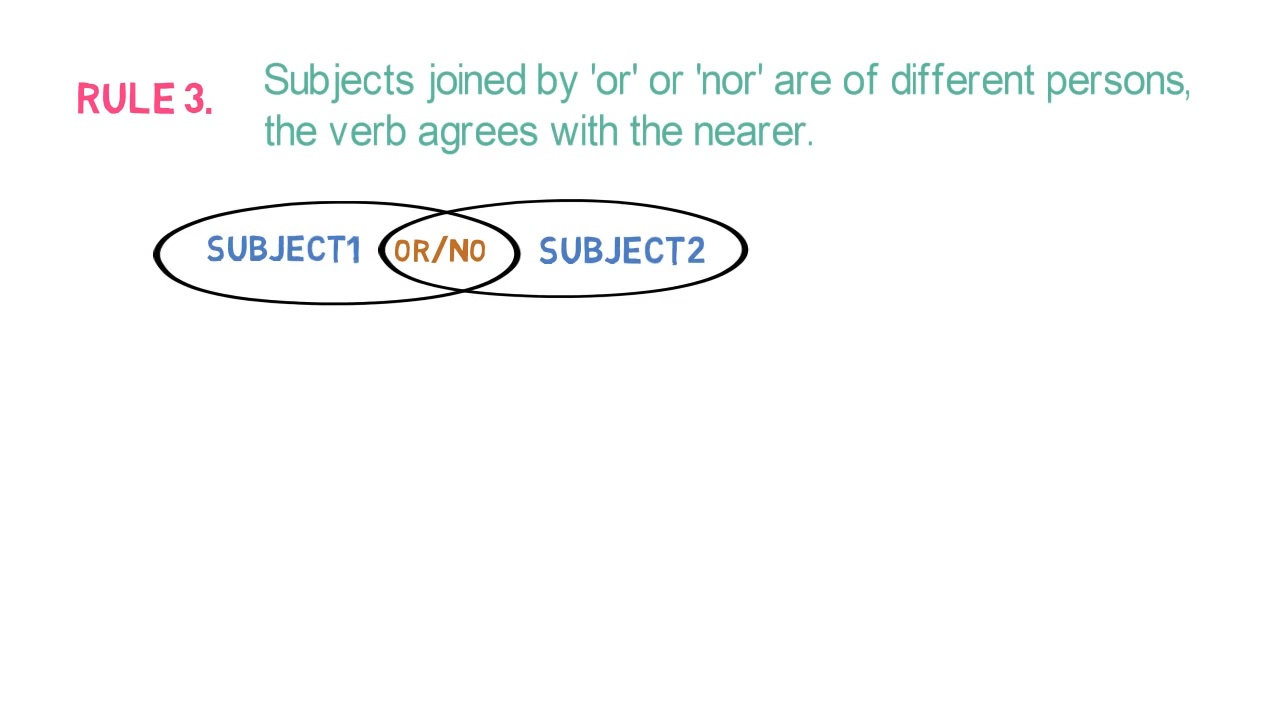 RULE 3.
Subjects joined by 'or' or 'nor' are of different persons,
the verb agrees with the nearer.
SUBJECT1 OR/NO SUBJECT2